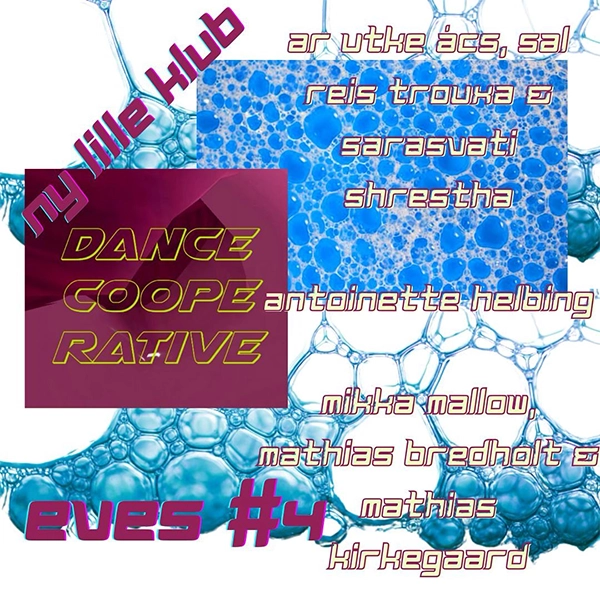 ny lille klub
DANCE
COOPE
RATIVE
eves #4
ar utke ács, sal
reis trouxa &
sarasvati
shrestha
antoinette helbing
mikka mallow,
mathias bredholt &
mathias
kirkegaard